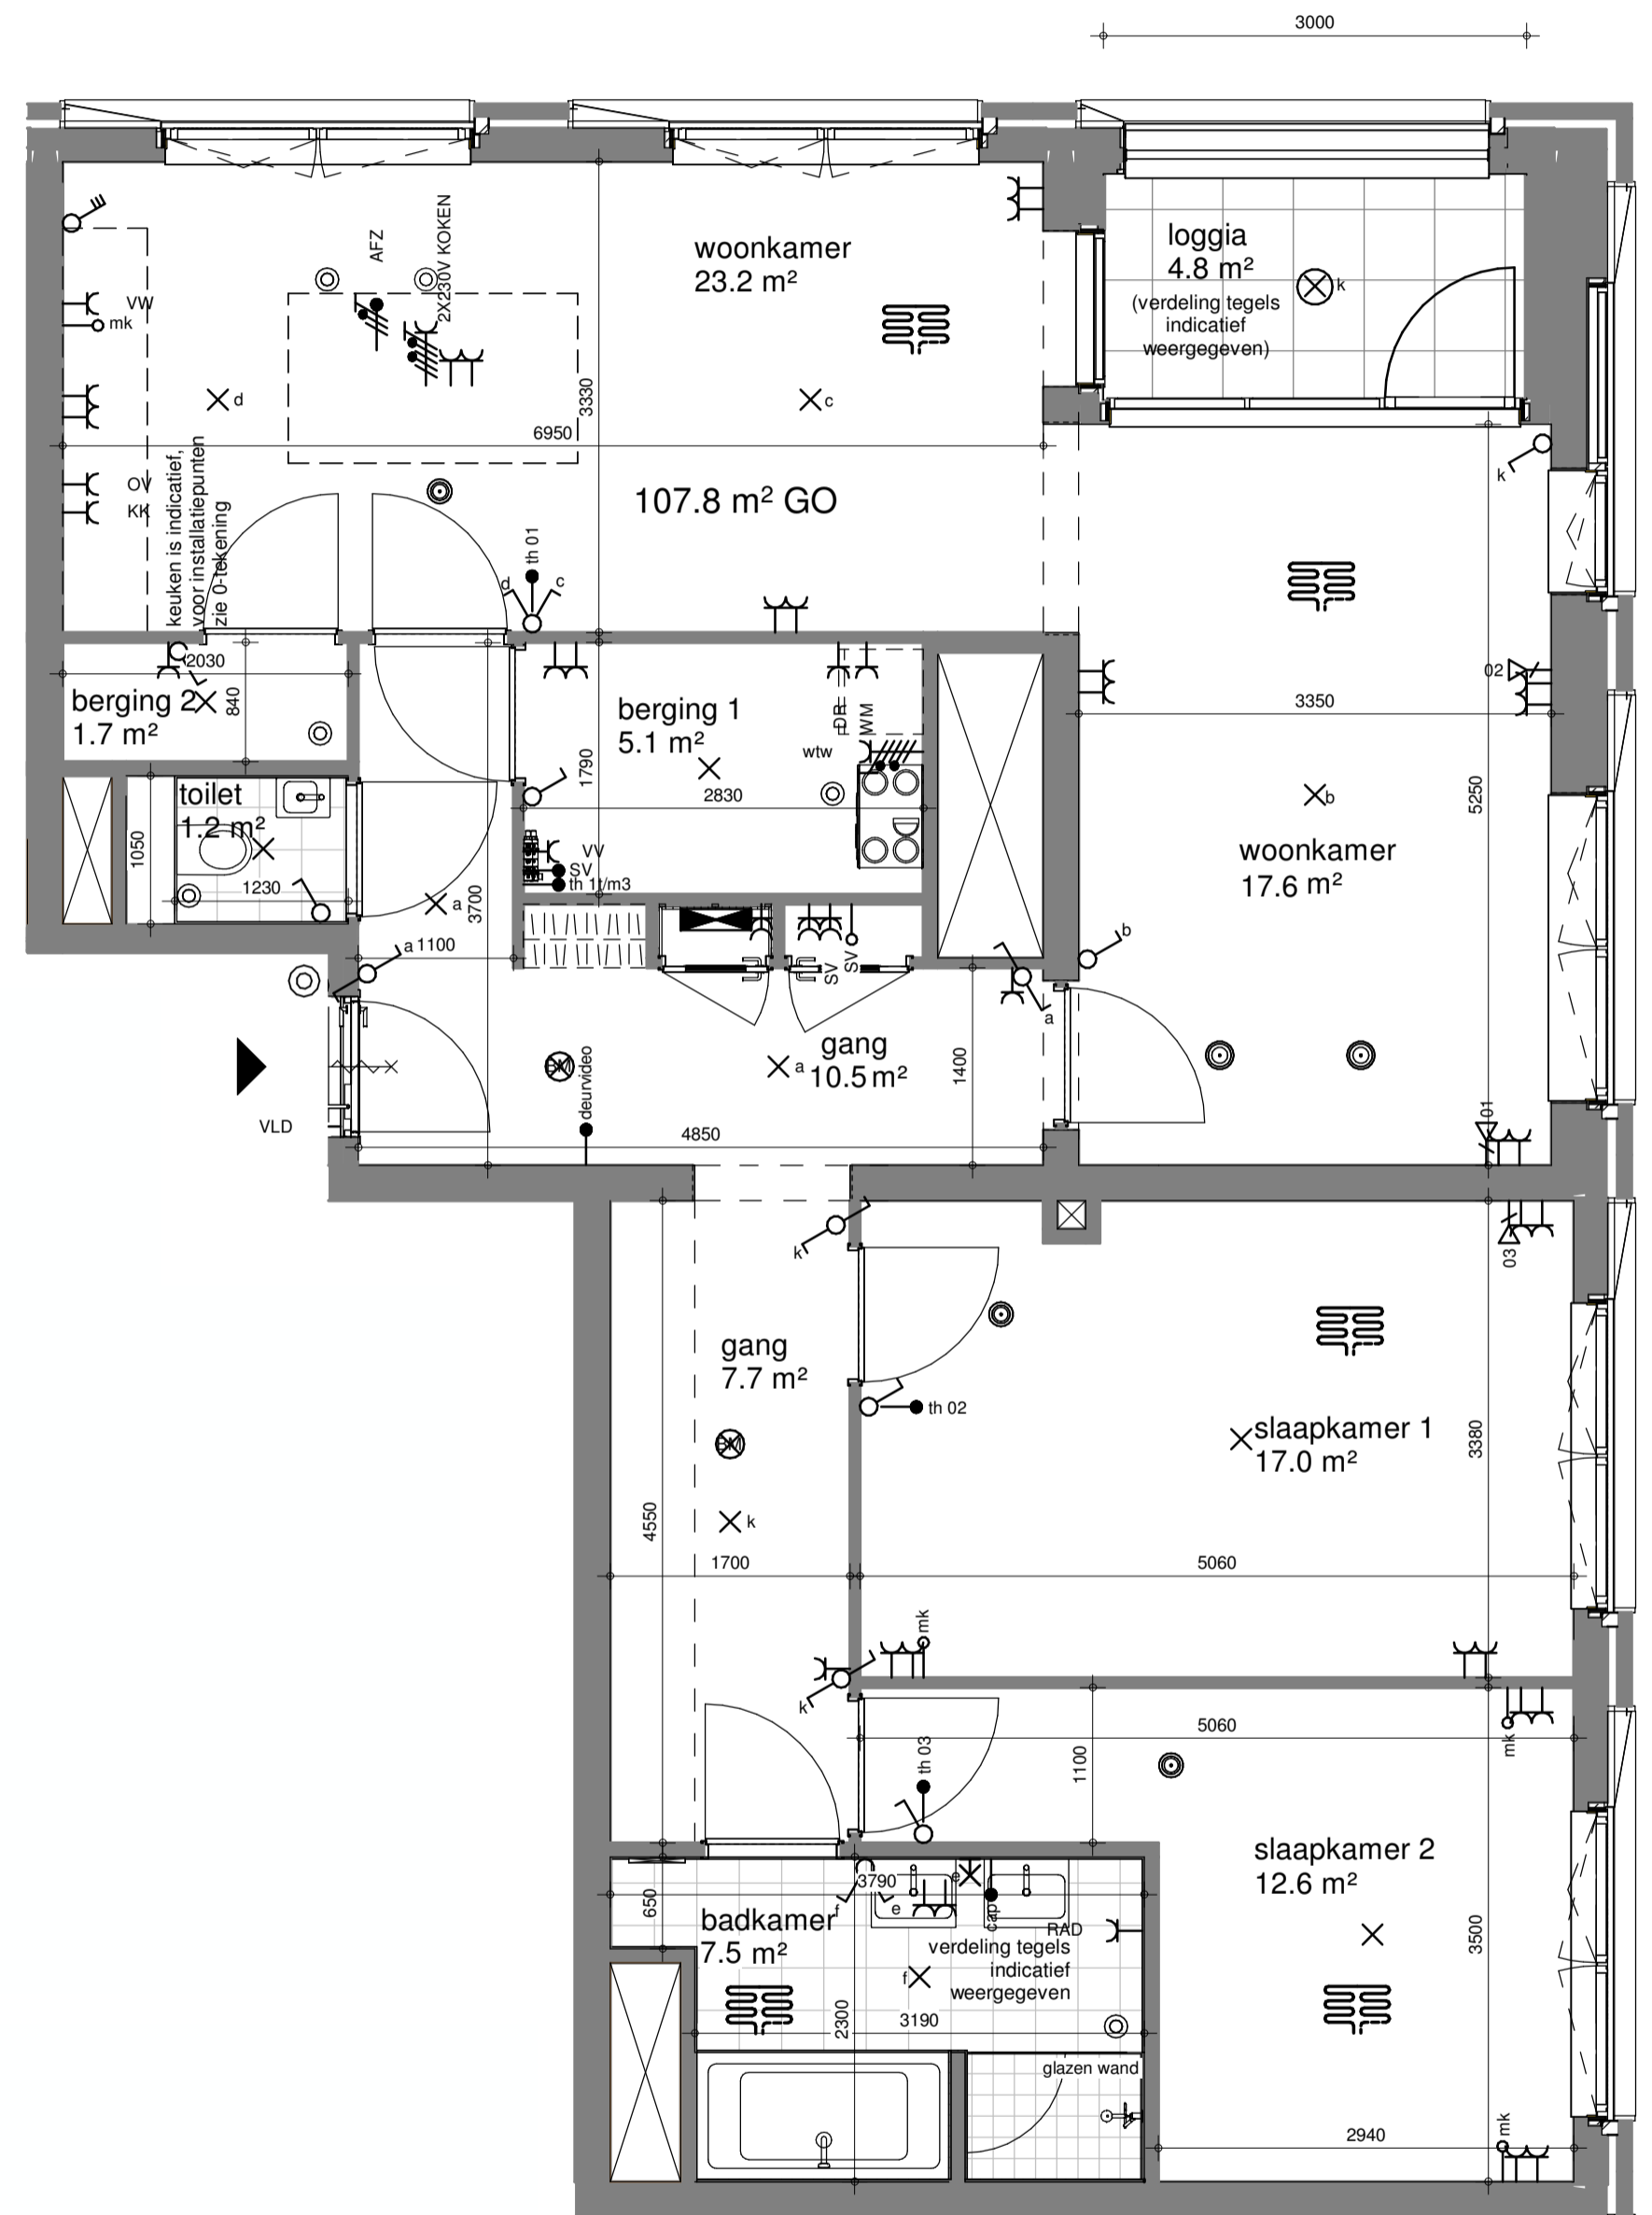 3000
AFZ
2X230V KOKEN
woonkamer
23.2 m²
loggia
4.8 m²
(verdeling tegels
indicatief
weergegeven)
k
VW
mk
d
c
3330
6950
k
OV
KK
keuken is indicatief,
voor installatiepunten
zie 0-tekening
107.8 m² GO
th 01
d
c
2030
berging 2
1.7 m²
840
berging 1
5.1 m²
DR
WM
wtw
1790
2830
02
3350
b
5250
toilet
1.2 m²
1050
1230
VV
SV
th 1t/m3
woonkamer
17.6 m²
a
3700
a
1100
SV
SV
b
a
gang
10.5 m²
a
1400
deurvideo
VLD
4850
01
k
03
gang
7.7 m²
th 02
slaapkamer 1
17.0 m²
3380
4550
k
1700
5060
mk
k
5060
mk
1100
th 03
slaapkamer 2
12.6 m²
3790
650
f
e
e
cap
RAD
badkamer
7.5 m²
f
verdeling tegels
indicatief
weergegeven
f
2300
3190
3500
glazen wand
2940
mk